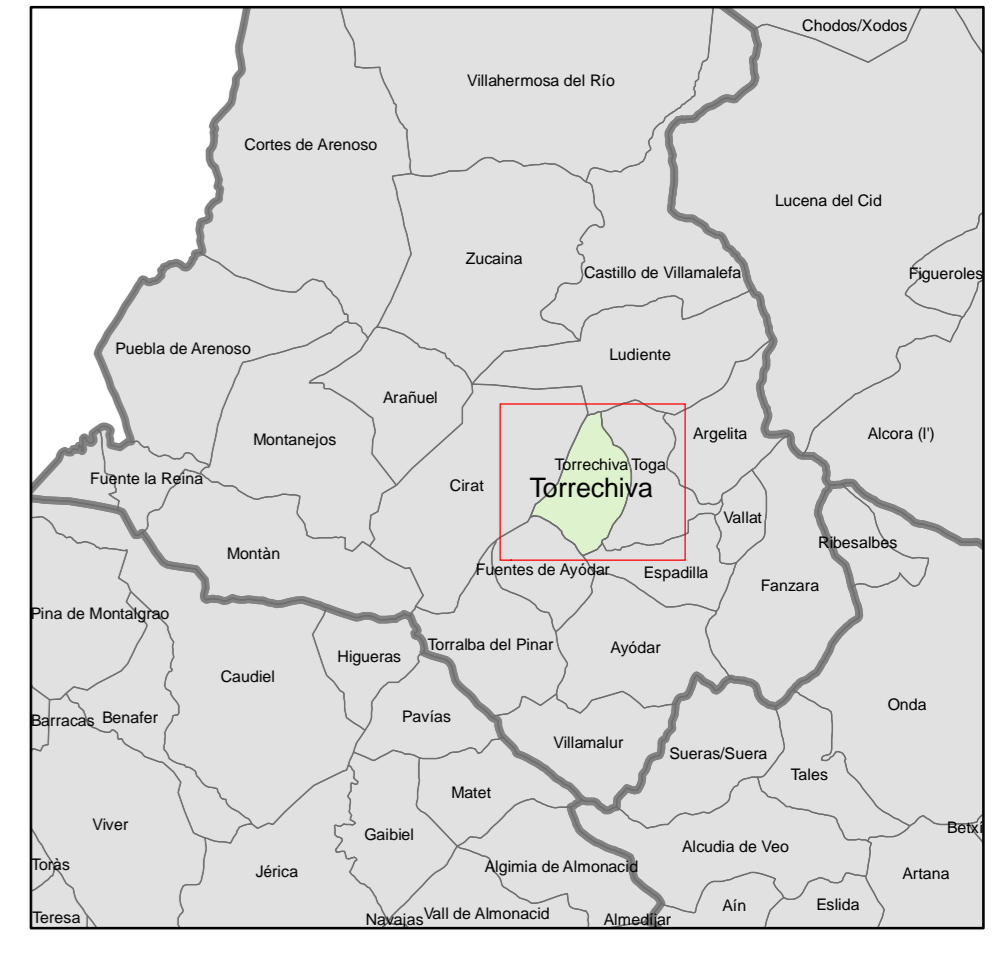 Chodos/Xodos
Villahermosa del Río
Cortes de Arenoso
Lucena del Cid
Zucaina
Castillo de Villamalefa
Figueroles
Puebla de Arenoso
Ludiente
Arañuel
Argelita
Alcora (l')
Montanejos
Torrechiva
Toga
Fuente la Reina
Cirat
Torrechiva
Vallat
Ribesalbes
Montàn
Fuentes de Ayódar
Espadilla
Fanzara
Pina de Montalgrao
Torralba del Pinar
Ayódar
Higueras
Caudiel
Onda
Barracas
Benafer
Pavías
Villamalur
Sueras/Suera
Tales
Matet
Viver
Betxí
Gaibiel
Alcudia de Veo
Toràs
Jérica
Algimia de Almonacid
Artana
Aín
Eslida
Teresa
Navajas
Vall de Almonacid
Almedíjar